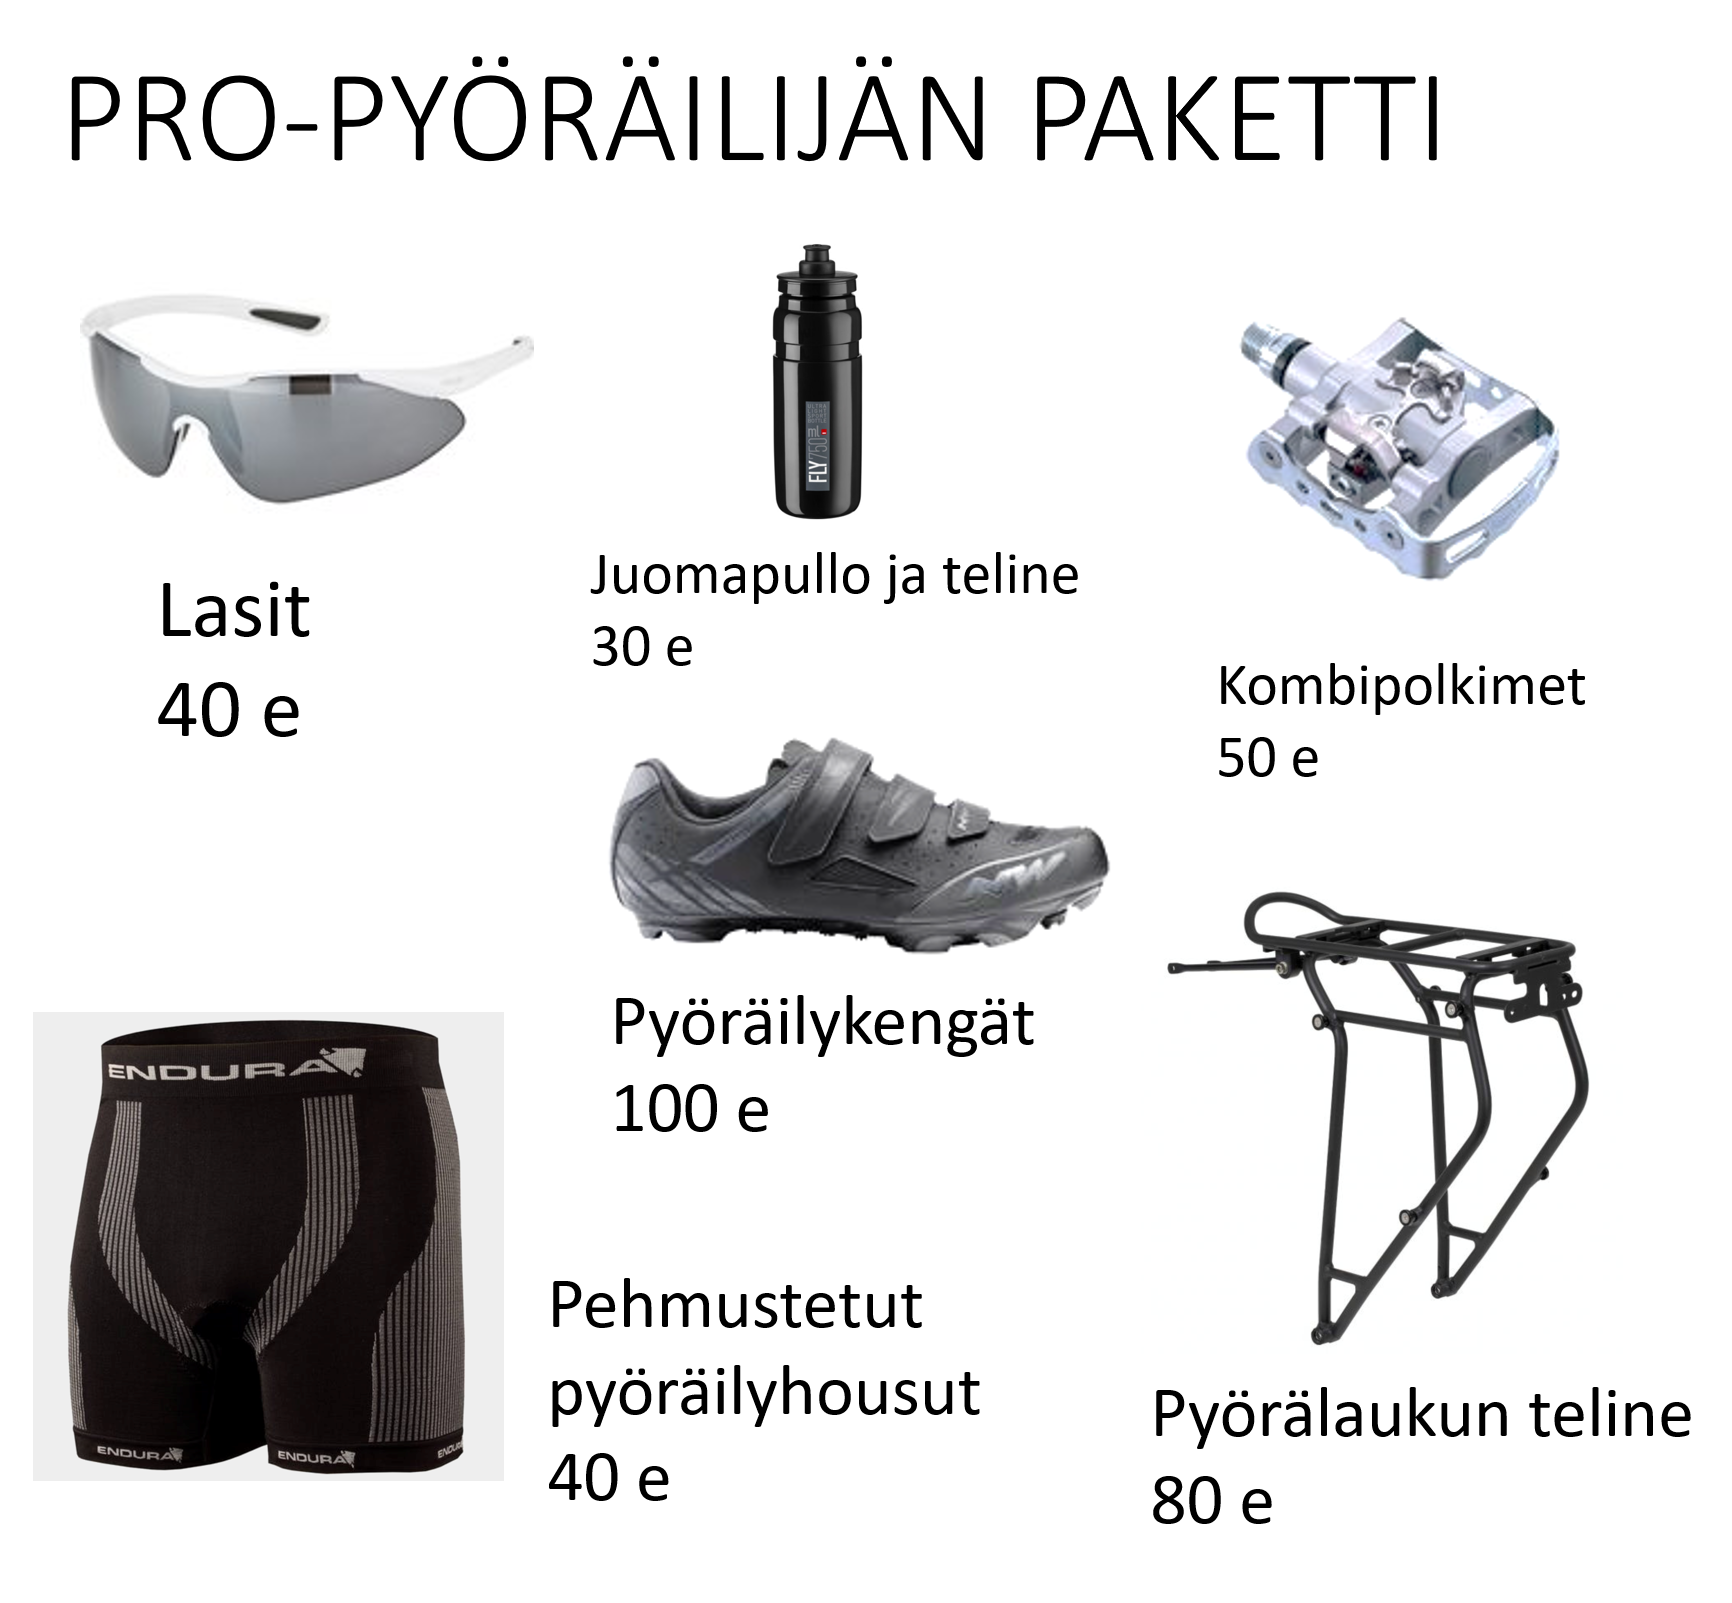 PRO-PYÖRÄILIJÄN PAKETTI
Lasit
40 e
FLY 750 ml
Juomapullo ja teline
30 e
Kombipolkimet
50 e
Pyöräilykengät
100 e
ENDURA
ENDURA
ENDURA
ENDURA
Pehmustetut
pyöräilyhousut
40 e
Pyörälaukun teline
80 e